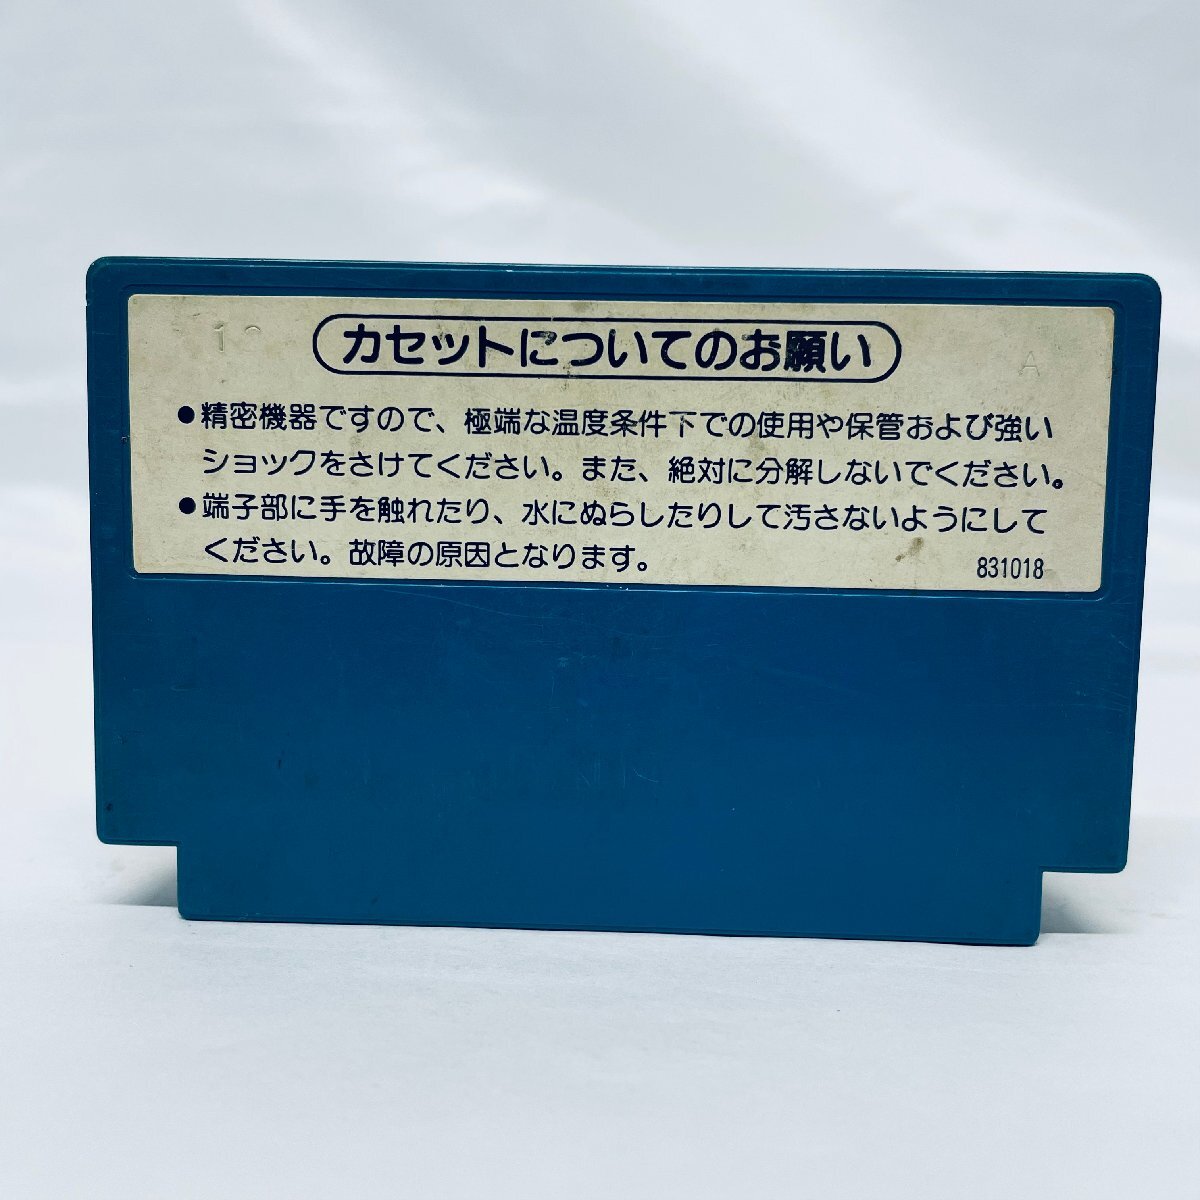 カセットについてのお願い
●精密機器ですので、極端な温度条件下での使用や保管および強い
ショックをさけてください。また、絶対に分解しないでください。
●端子部に手を触れたり、水にぬらしたりして汚さないようにして
ください。故障の原因となります。
831018
A